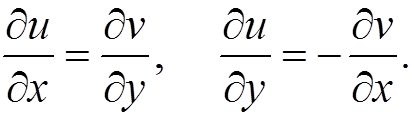 ∂u/∂x = ∂v/∂y, ∂u/∂y = −∂v/∂x.